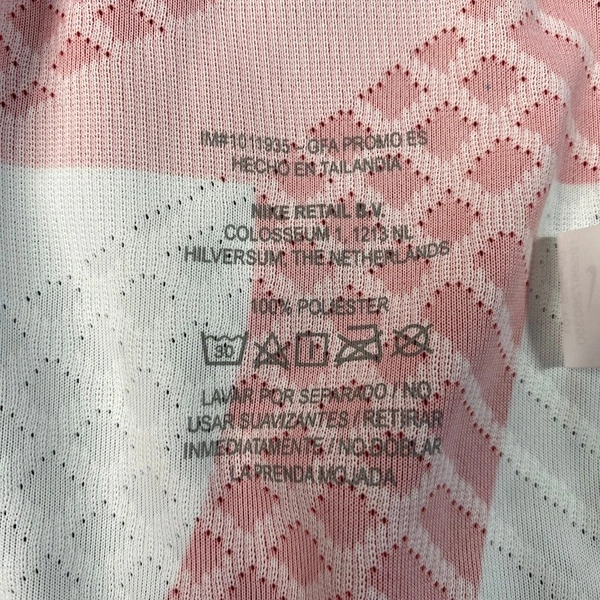 IM#1011935 - GFA PROMO ES
HECHO EN TAILANDIA
NIKE RETAIL B.V.
COLOSSEUM 1, 1213 NL
HILVERSUM, THE NETHERLANDS
100% POLIESTER
30
LAVAR POR SEPARADO / NO
USAR SUAVIZANTES / RETIRAR
INMEDIATAMENTE / NO DOBLAR
LA PRENDA MOJADA